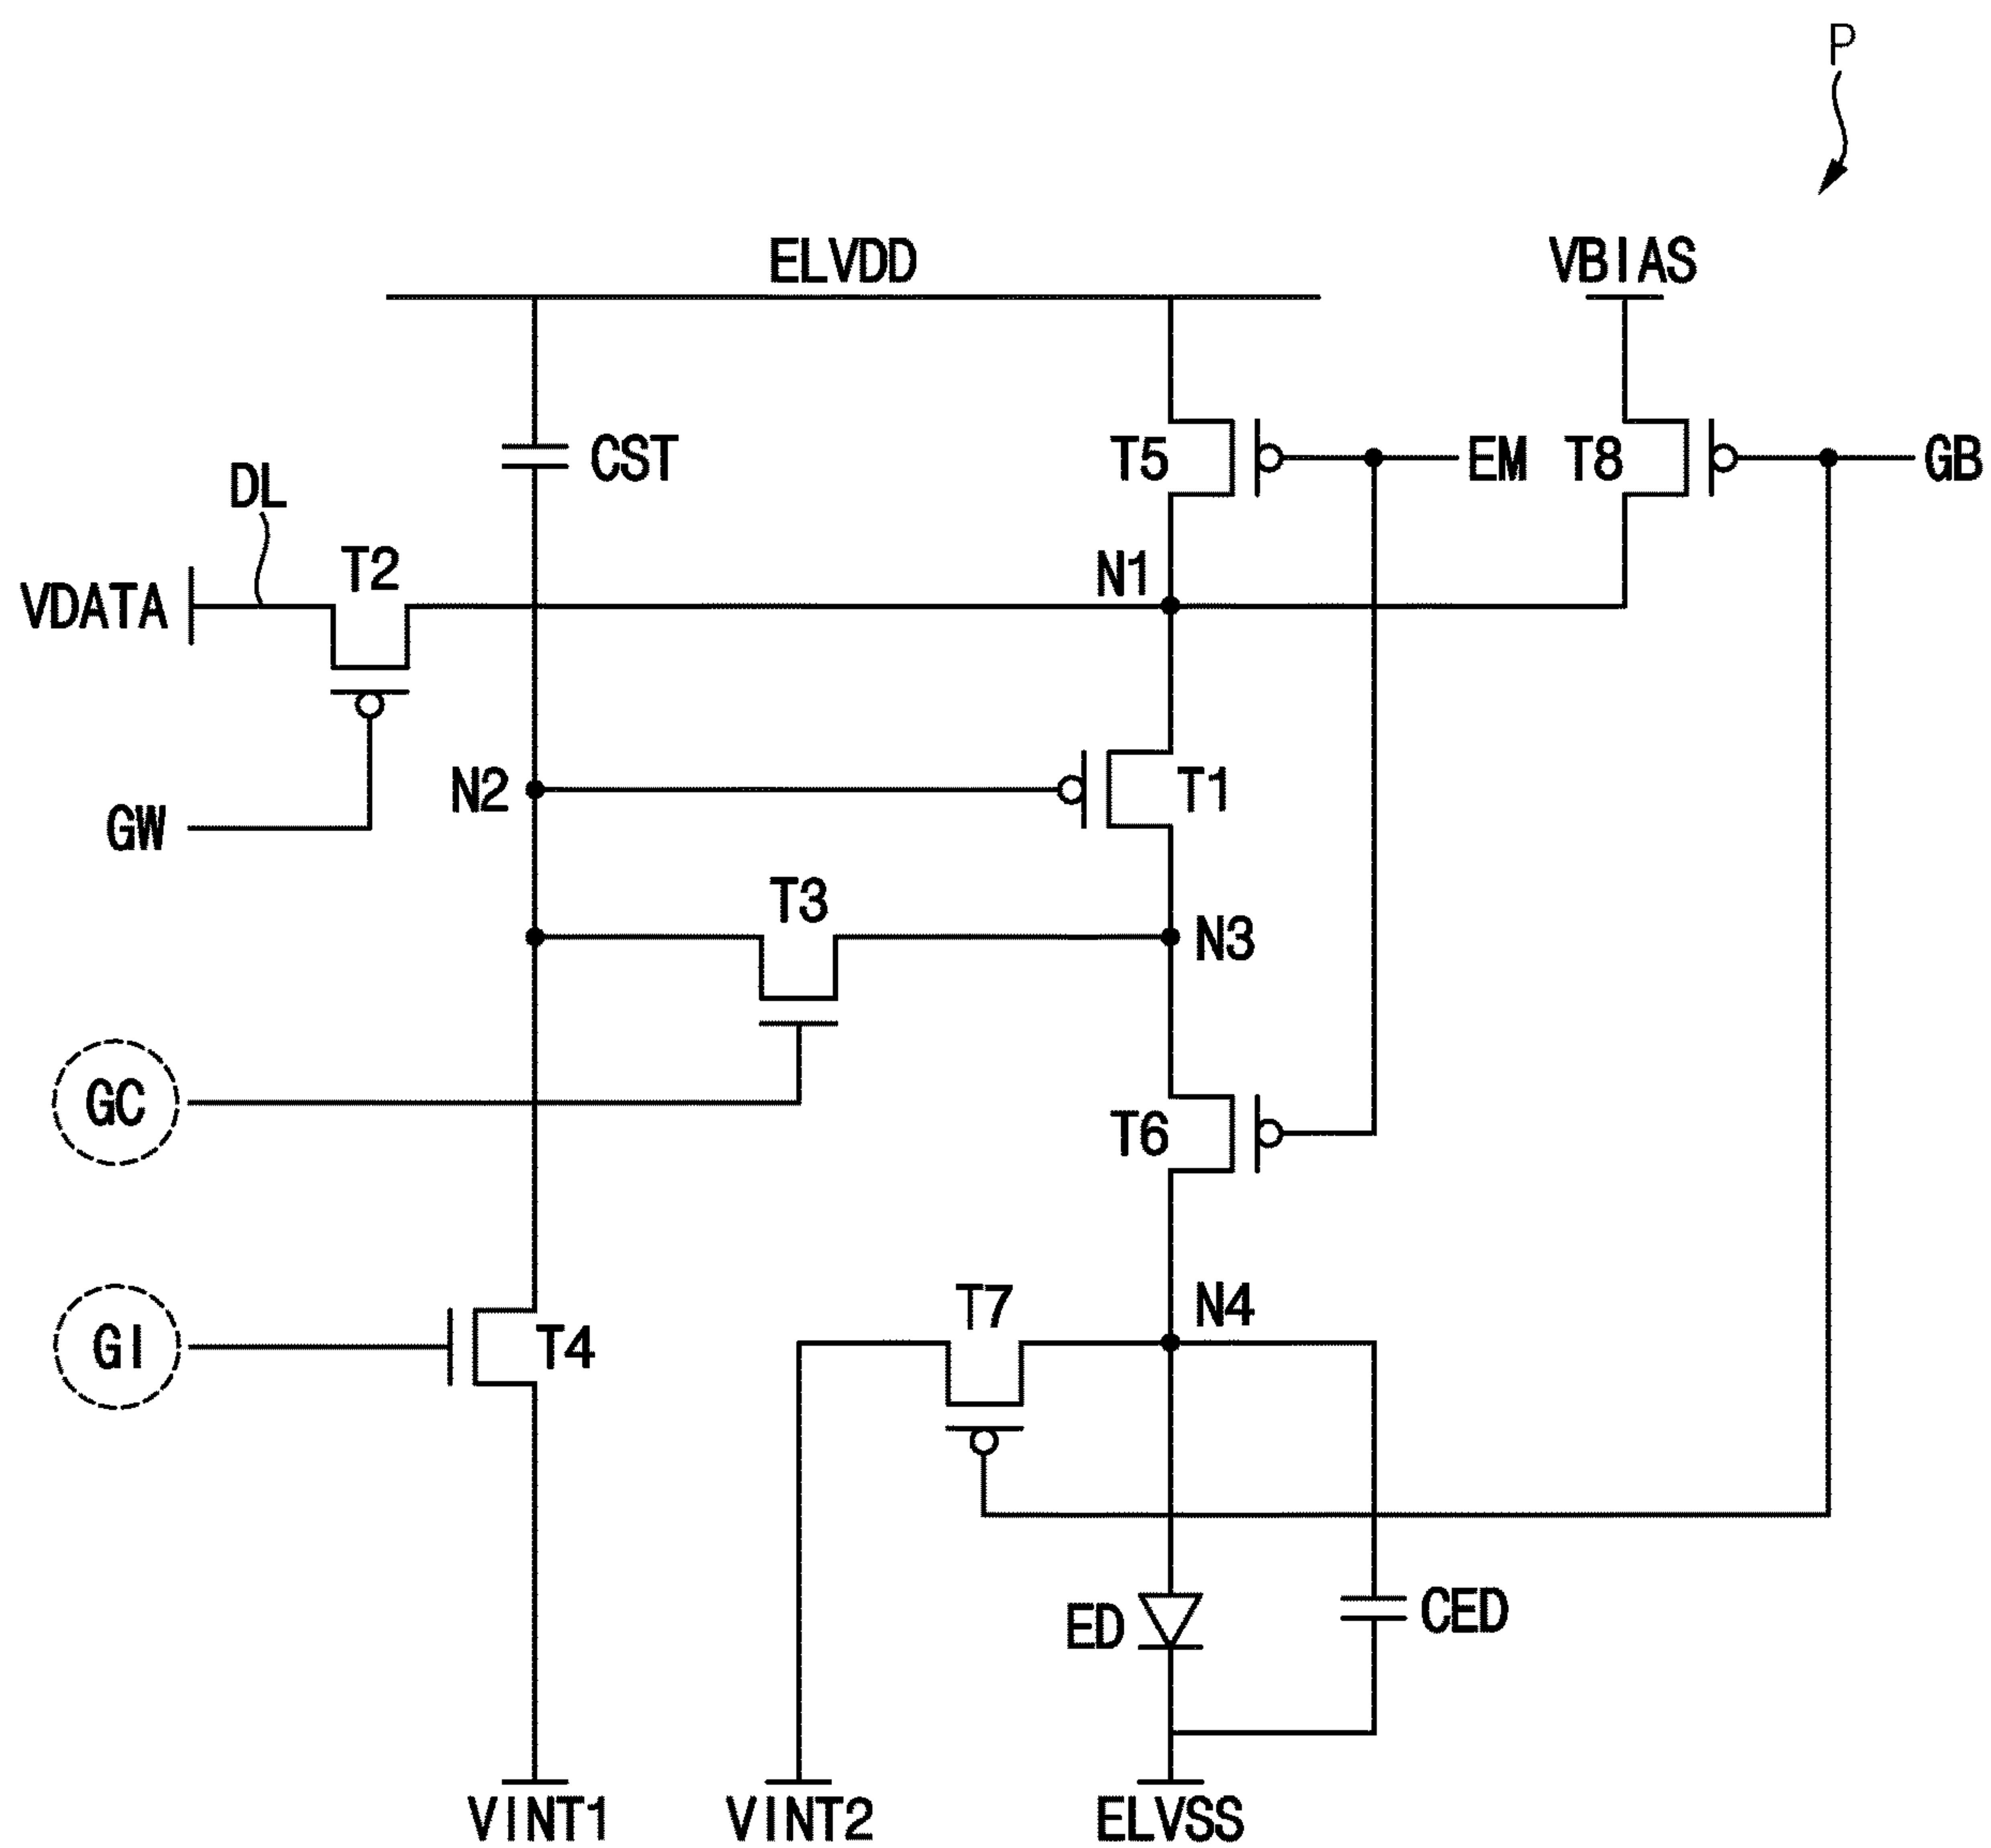 P
ELVDD
VBIAS
CST
T5
EM
T8
GB
DL
T2
N1
VDATA
N2
T1
GW
T3
N3
GC
T6
T7
N4
GI
T4
ED
CED
VINT1
VINT2
ELVSS